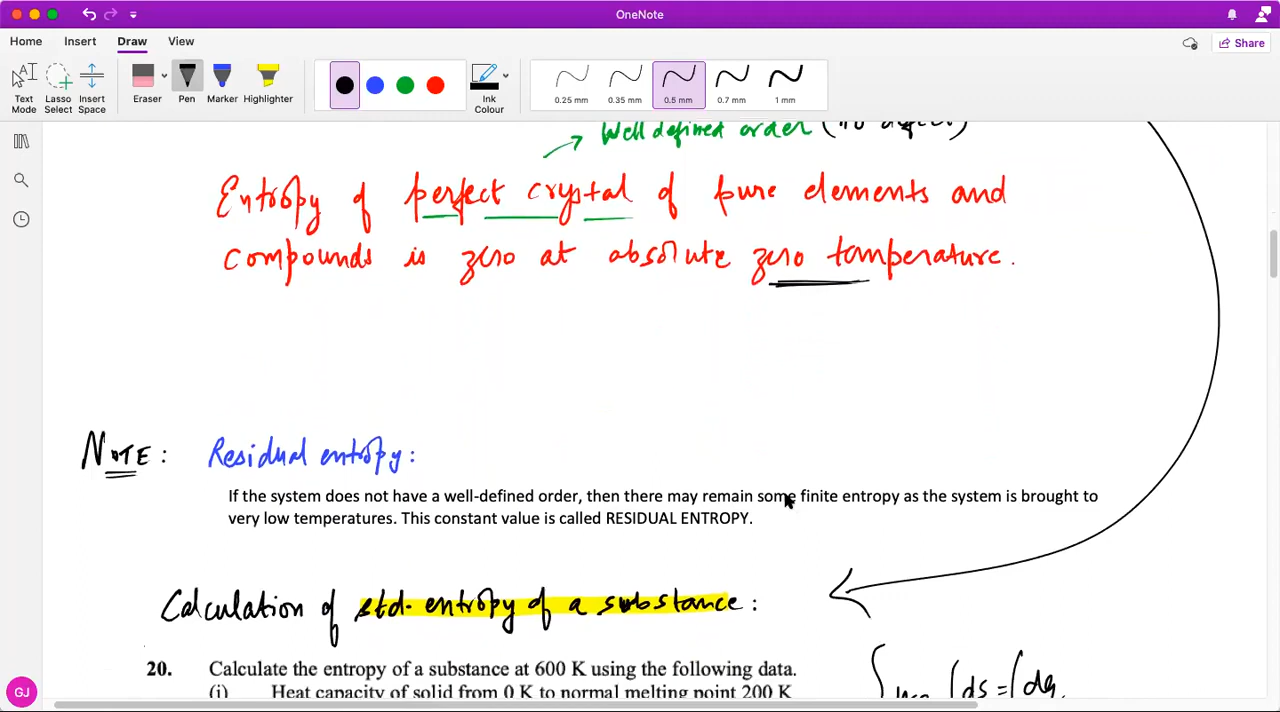 OneNote
Home Insert Draw View
Share
Text Mode
Lasso Select
Insert Space
Eraser
Pen
Marker
Highlighter
Ink Colour
0.25 mm
0.35 mm
0.5 mm
0.7 mm
1 mm
Well defined order
Entropy of perfect crystal of pure elements and
compounds is zero at absolute zero temperature.
NOTE: Residual entropy:
If the system does not have a well-defined order, then there may remain some finite entropy as the system is brought to
very low temperatures. This constant value is called RESIDUAL ENTROPY.
Calculation of std. entropy of a substance:
20. Calculate the entropy of a substance at 600 K using the following data.
(i) Heat capacity of solid from 0 K to normal melting point 200 K
∫ds = ∫dq
GJ